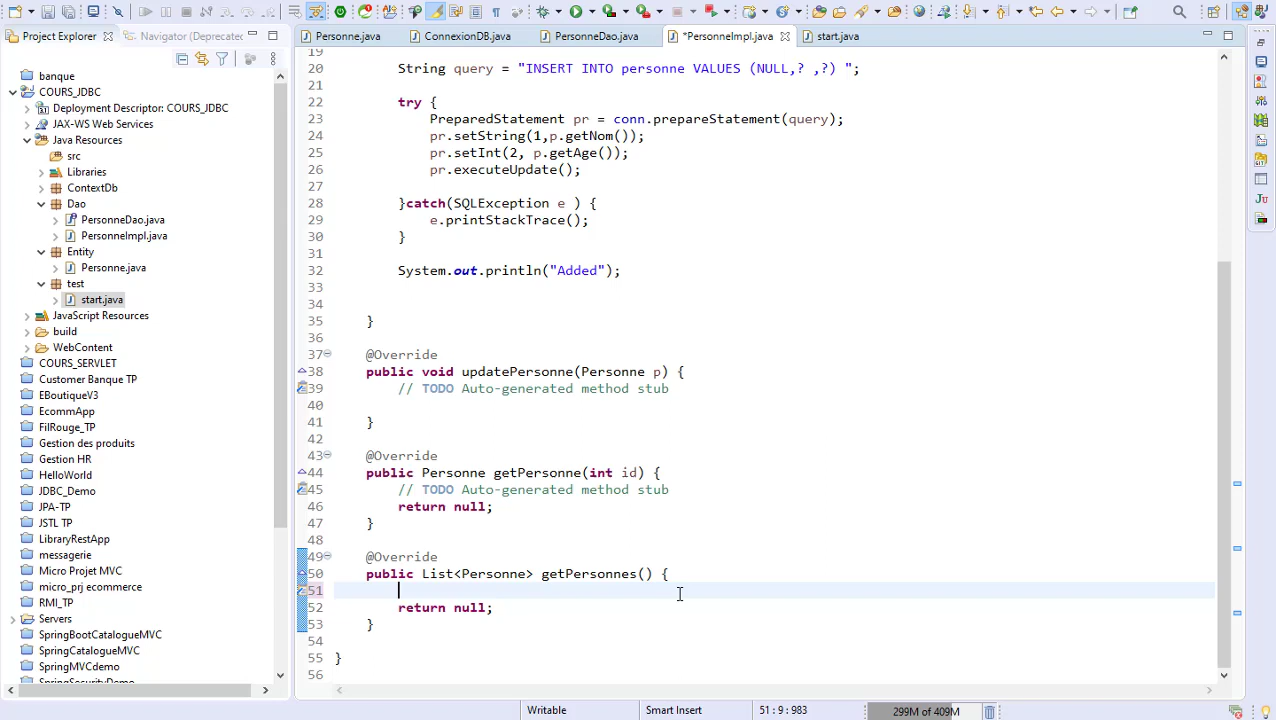 Project Explorer
Navigator (Deprecated
Personne.java
ConnexionDB.java
PersonneDao.java
*PersonneImpl.java
start.java
banque
COURS_JDBC
Deployment Descriptor: COURS_JDBC
JAX-WS Web Services
Java Resources
src
Libraries
ContextDb
Dao
PersonneDao.java
PersonneImpl.java
Entity
Personne.java
test
start.java
JavaScript Resources
build
WebContent
COURS_SERVLET
Customer Banque TP
EBoutiqueV3
EcommApp
FilRouge_TP
Gestion des produits
Gestion HR
HelloWorld
JDBC_Demo
JPA-TP
JSTL TP
LibraryRestApp
messagerie
Micro Projet MVC
micro_prj ecommerce
RMI_TP
Servers
SpringBootCatalogueMVC
SpringCatalogueMVC
SpringMVCdemo
SpringSecurityDemo
19
20 String query = "INSERT INTO personne VALUES (NULL,? ,?) ";
21
22 try {
23 PreparedStatement pr = conn.prepareStatement(query);
24 pr.setString(1,p.getNom());
25 pr.setInt(2, p.getAge());
26 pr.executeUpdate();
27
28 }catch(SQLException e ) {
29 e.printStackTrace();
30 }
31
32 System.out.println("Added");
33
34
35 }
36
37 @Override
38 public void updatePersonne(Personne p) {
39 // TODO Auto-generated method stub
40
41 }
42
43 @Override
44 public Personne getPersonne(int id) {
45 // TODO Auto-generated method stub
46 return null;
47 }
48
49 @Override
50 public List<Personne> getPersonnes() {
51
52 return null;
53 }
54
55 }
56
Writable
Smart Insert
51 : 9 : 983
299M of 409M